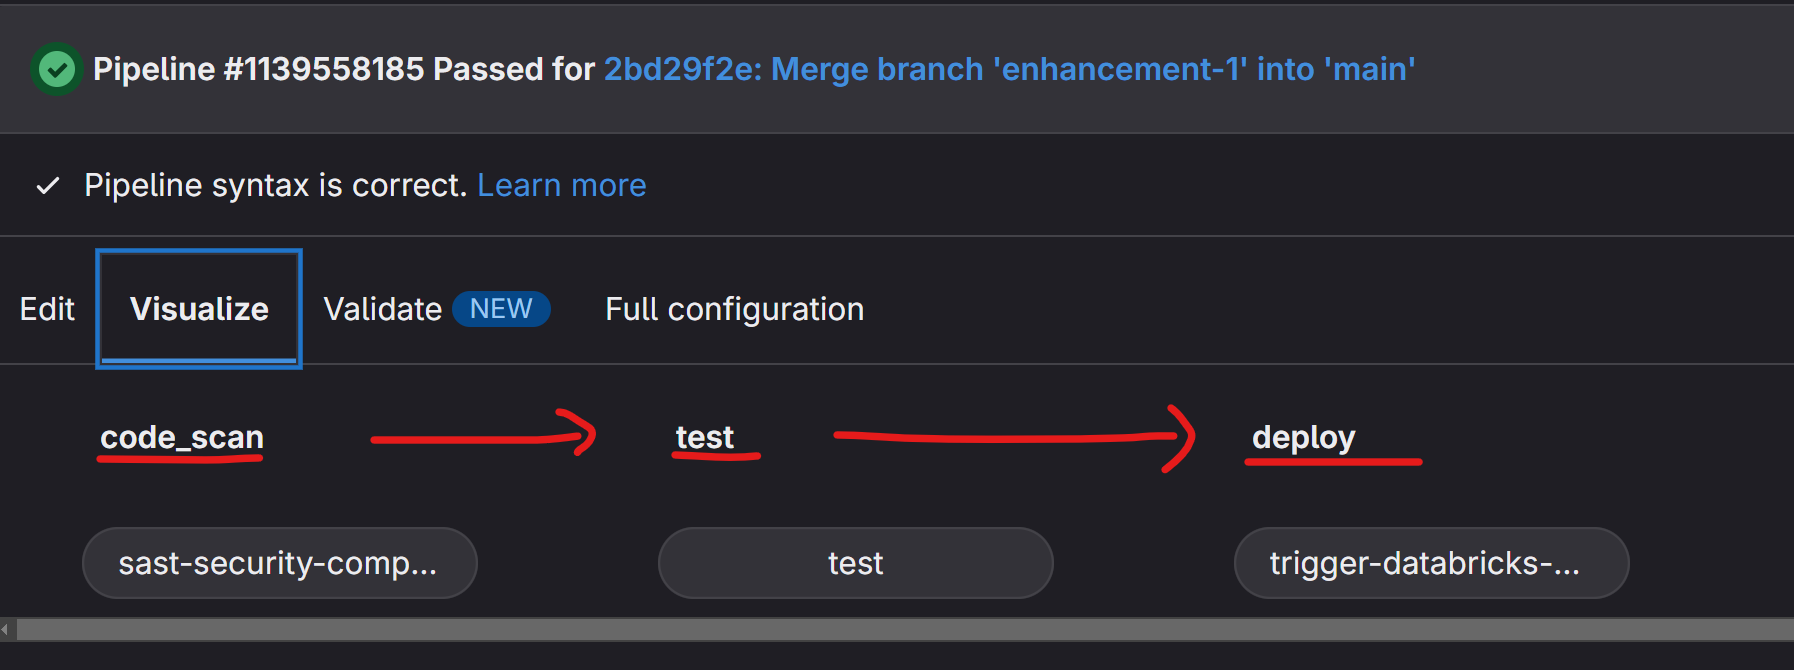 Pipeline #1139558185 Passed for 2bd29f2e: Merge branch 'enhancement-1' into 'main'
Pipeline syntax is correct. Learn more
Edit Visualize Validate NEW Full configuration
code_scan test deploy
sast-security-comp... test trigger-databricks-...